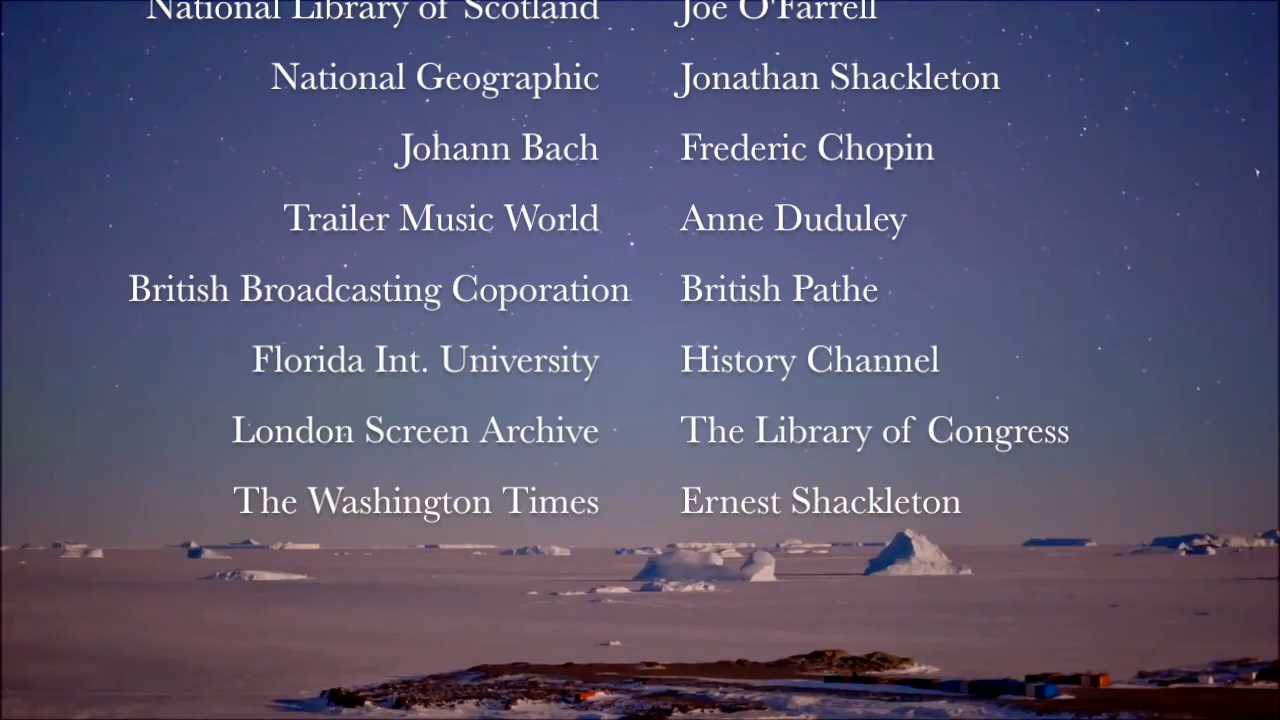 National Library of Scotland Joe O'Farrell
National Geographic Jonathan Shackleton
Johann Bach Frederic Chopin
Trailer Music World Anne Duduley
British Broadcasting Coporation British Pathe
Florida Int. University History Channel
London Screen Archive The Library of Congress
The Washington Times Ernest Shackleton